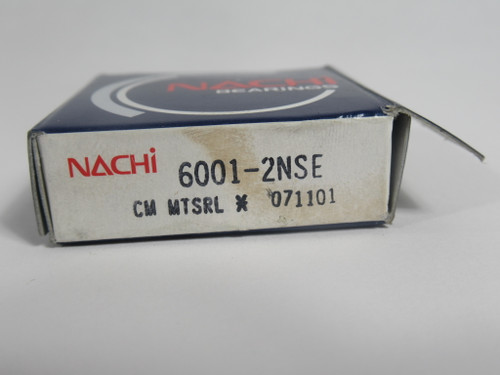 NACHi
BEARINGS
NACHi 6001-2NSE
CM MTSRL * 071101